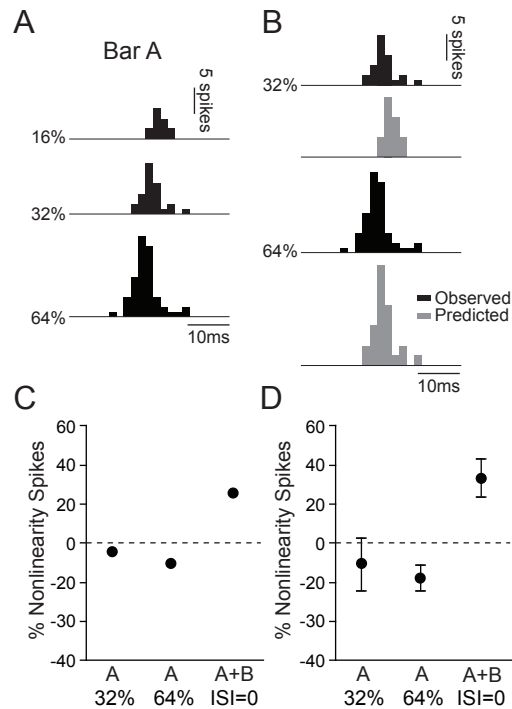 A
Bar A
5 spikes
16%
32%
64%
10ms
B
5 spikes
32%
64%
Observed
Predicted
10ms
C
% Nonlinearity Spikes
60
40
20
0
-20
-40
A A A+B
32% 64% ISI=0
D
% Nonlinearity Spikes
60
40
20
0
-20
-40
A A A+B
32% 64% ISI=0